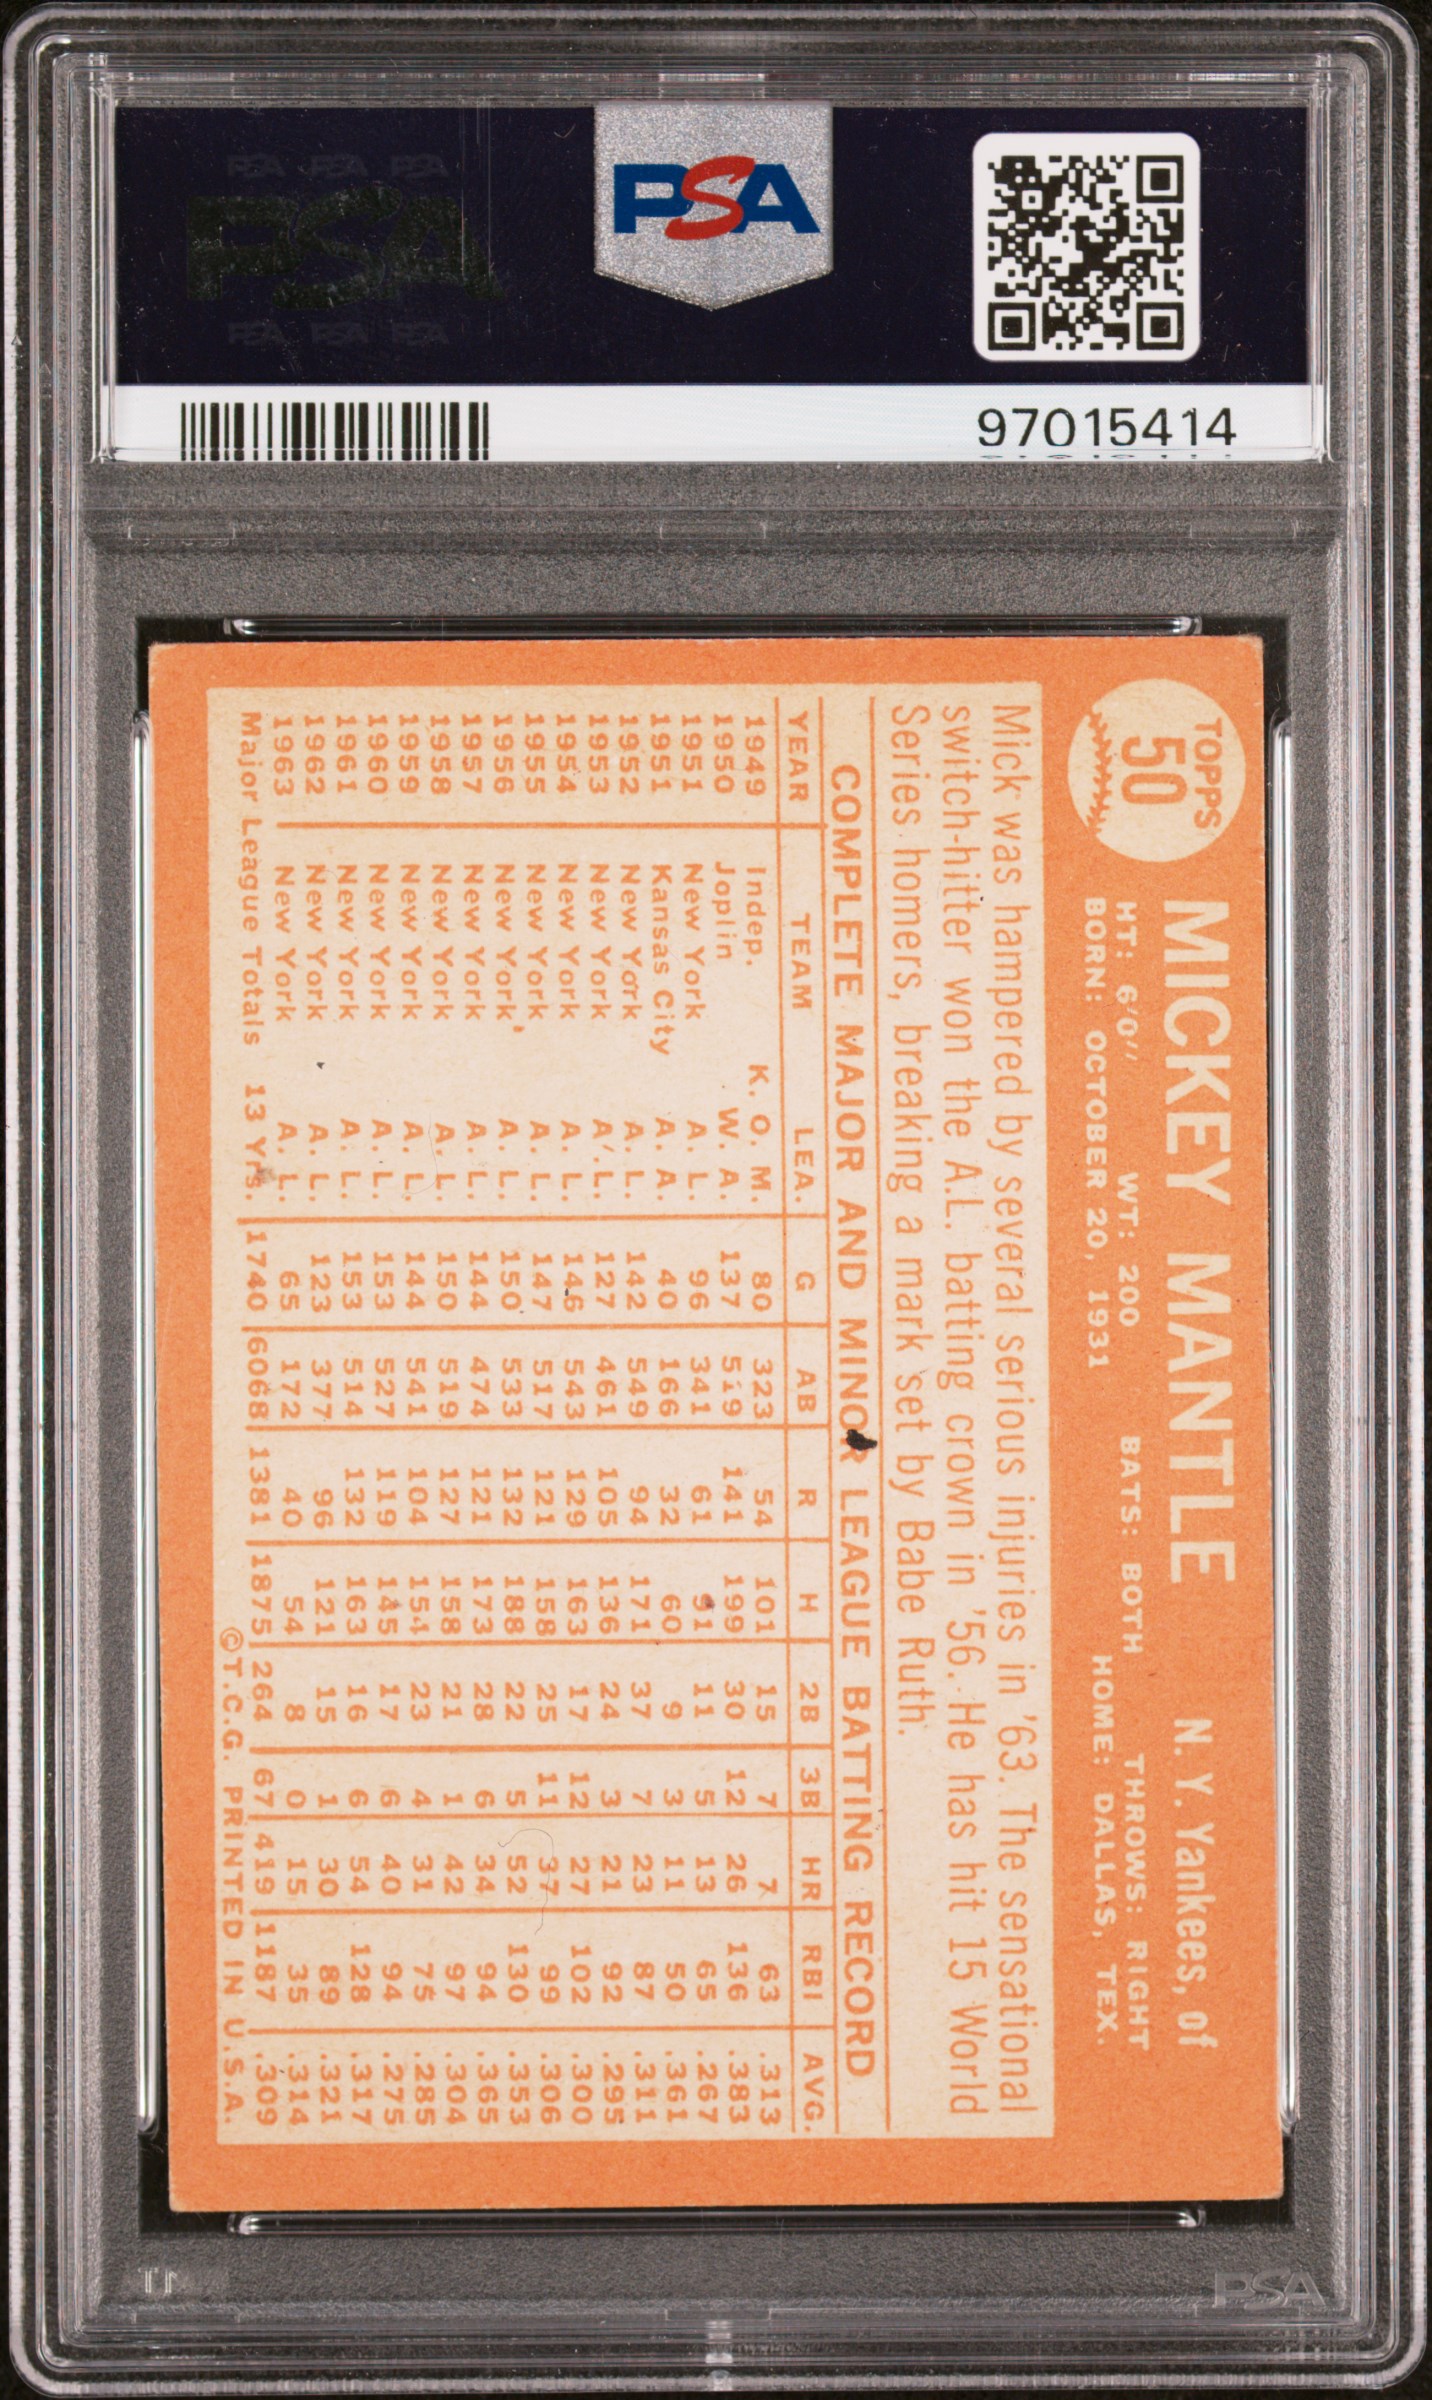 PSA PSA PSA
PSA
PSA PSA PSA
PSA
97015414
TOPPS
50
MICKEY MANTLE N. Y. Yankees, of
HT: 6'0" WT: 200 BATS: BOTH THROWS: RIGHT
BORN: OCTOBER 20, 1931 HOME: DALLAS, TEX.
Mick was hampered by several serious injuries in '63. The sensational
switch-hitter won the A.L. batting crown in '56. He has hit 15 World
Series homers, breaking a mark set by Babe Ruth.
COMPLETE MAJOR AND MINOR LEAGUE BATTING RECORD
YEAR TEAM LEA. G AB R H 2B 3B HR RBI AVG.
1949 Indep. K. O. M. 80 323 54 101 15 7 7 63 .313
1950 Joplin W. A. 137 519 141 199 30 12 26 136 .383
1951 New York A. L. 96 341 61 91 11 5 13 65 .267
1951 Kansas City A. A. 40 166 32 60 9 3 11 50 .361
1952 New York A. L. 142 549 94 171 37 7 23 87 .311
1953 New York A. L. 127 461 105 136 24 3 21 92 .295
1954 New York A. L. 146 543 129 163 17 12 27 102 .300
1955 New York A. L. 147 517 121 158 25 11 37 99 .306
1956 New York A. L. 150 533 132 188 22 5 52 130 .353
1957 New York A. L. 144 474 121 173 28 6 34 94 .365
1958 New York A. L. 150 519 127 158 21 1 42 97 .304
1959 New York A. L. 144 541 104 154 23 4 31 75 .285
1960 New York A. L. 153 527 119 145 17 6 40 94 .275
1961 New York A. L. 153 514 132 163 16 6 54 128 .317
1962 New York A. L. 123 377 96 121 15 1 30 89 .321
1963 New York A. L. 65 172 40 54 8 0 15 35 .314
Major League Totals 13 Yrs. 1740 6068 1381 1875 264 67 419 1187 .309
©T.C.G. PRINTED IN U.S.A.
PSA